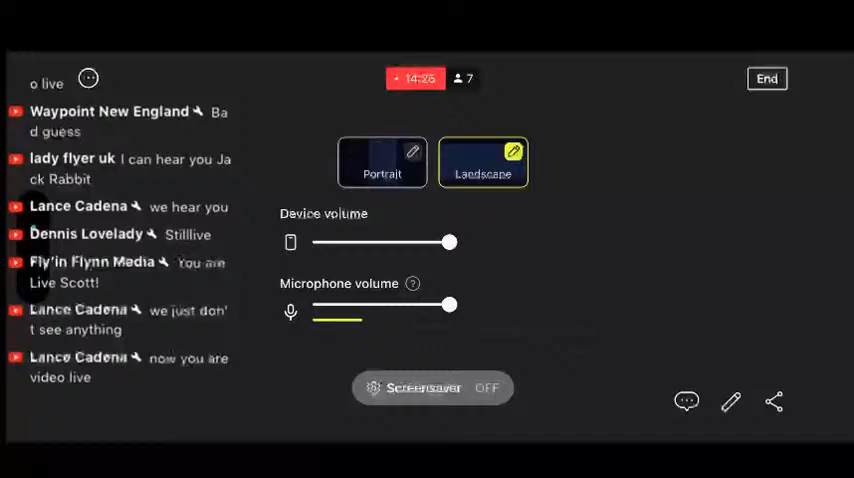 o live
Waypoint New England Ba
d guess
lady flyer uk I can hear you Ja
ck Rabbit
Lance Cadena we hear you
Dennis Lovelady Stilllive
Fly'in Flynn Media You are
Live Scott!
Lance Cadena we just don'
t see anything
Lance Cadena now you are
video live
14:25
7
End
Portrait
Landscape
Device volume
Microphone volume ?
Screensaver OFF